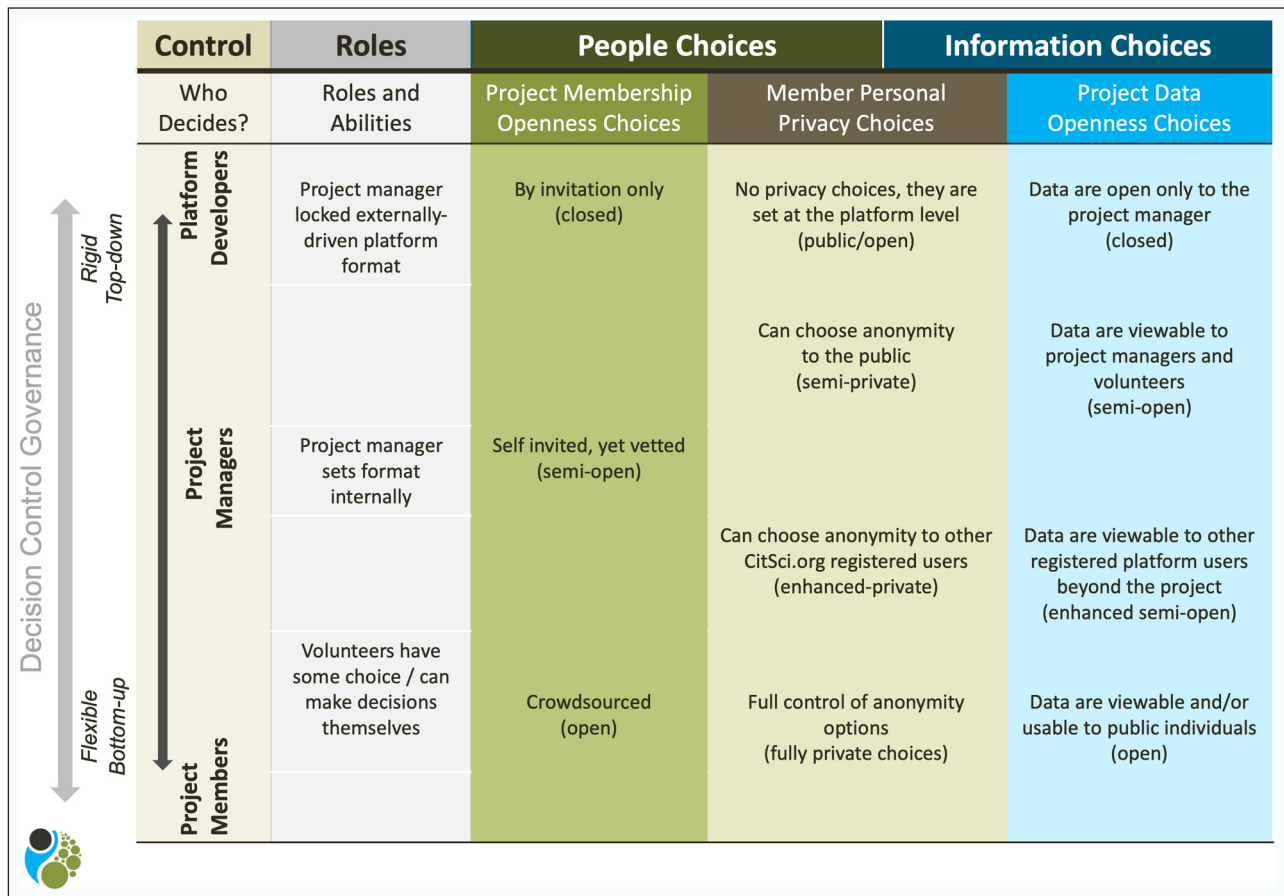 Control
Roles
People Choices
Information Choices
Who
Decides?
Roles and
Abilities
Project Membership
Openness Choices
Member Personal
Privacy Choices
Project Data
Openness Choices
Decision Control Governance
Rigid
Top-down
Flexible
Bottom-up
Platform
Developers
Project
Managers
Project
Members
Project manager
locked externally-
driven platform
format
By invitation only
(closed)
No privacy choices, they are
set at the platform level
(public/open)
Data are open only to the
project manager
(closed)
Can choose anonymity
to the public
(semi-private)
Data are viewable to
project managers and
volunteers
(semi-open)
Project manager
sets format
internally
Self invited, yet vetted
(semi-open)
Can choose anonymity to other
CitSci.org registered users
(enhanced-private)
Data are viewable to other
registered platform users
beyond the project
(enhanced semi-open)
Volunteers have
some choice / can
make decisions
themselves
Crowdsourced
(open)
Full control of anonymity
options
(fully private choices)
Data are viewable and/or
usable to public individuals
(open)